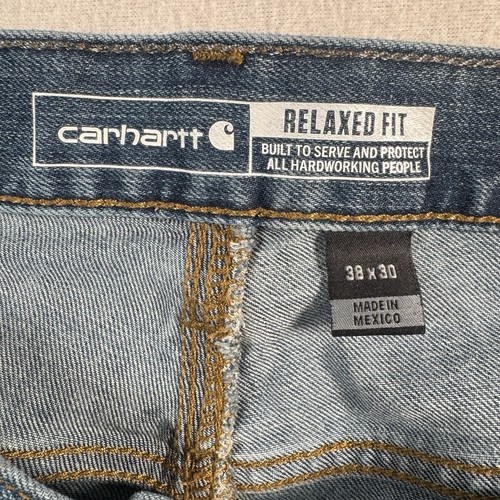 carhartt
RELAXED FIT
BUILT TO SERVE AND PROTECT
ALL HARDWORKING PEOPLE
38 x 30
MADE IN
MEXICO